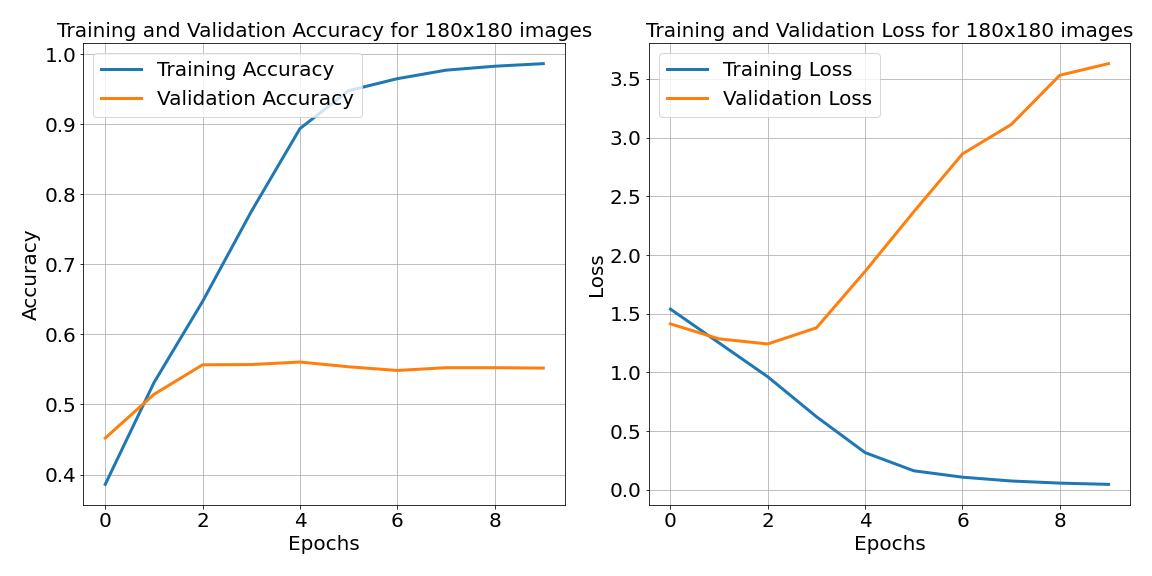 Training and Validation Accuracy for 180x180 images
Training Accuracy
Validation Accuracy
1.0
0.9
0.8
0.7
0.6
0.5
0.4
Accuracy
0 2 4 6 8
Epochs
Training and Validation Loss for 180x180 images
Training Loss
Validation Loss
3.5
3.0
2.5
2.0
1.5
1.0
0.5
0.0
Loss
0 2 4 6 8
Epochs